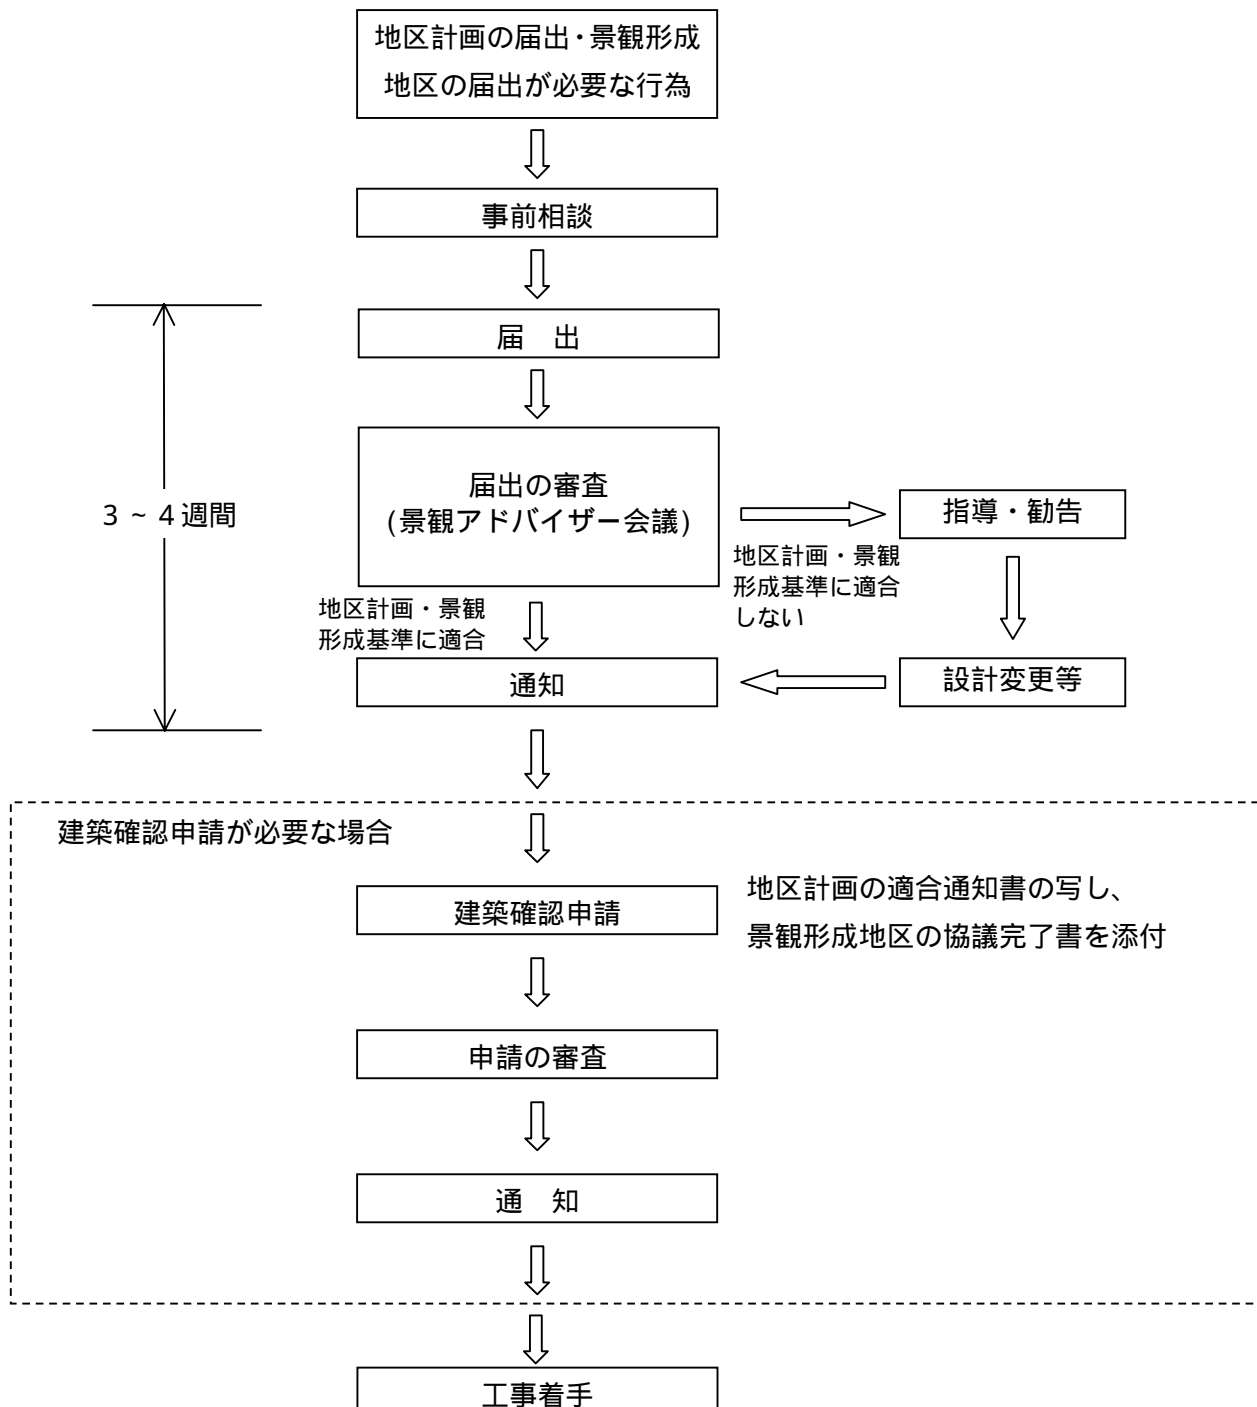 地区計画の届出・景観形成
地区の届出が必要な行為
事前相談
届　出
3 ~ 4 週間
届出の審査
(景観アドバイザー会議)
指導・勧告
地区計画・景観
形成基準に適合
しない
地区計画・景観
形成基準に適合
通知
設計変更等
建築確認申請が必要な場合
建築確認申請
地区計画の適合通知書の写し、
景観形成地区の協議完了書を添付
申請の審査
通　知
工事着手